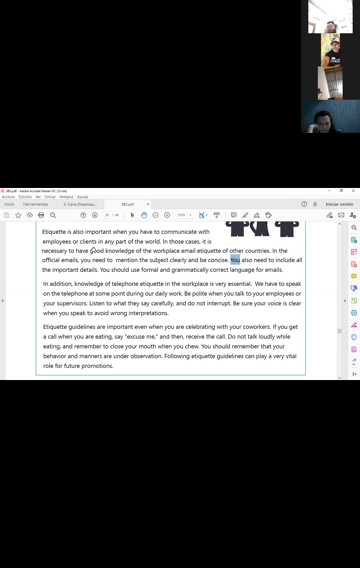 SB3.pdf - Adobe Acrobat Reader DC (32-bit)
Archivo Edición Ver Firmar Ventana Ayuda
Inicio Herramientas SB3.pdf Iniciar sesión
Etiquette is also important when you have to communicate with
employees or clients in any part of the world. In those cases, it is
necessary to have good knowledge of the workplace email etiquette of other countries. In the
official emails, you need to mention the subject clearly and be concise. You also need to include all
the important details. You should use formal and grammatically correct language for emails.
In addition, knowledge of telephone etiquette in the workplace is very essential. We have to speak
on the telephone at some point during our daily work. Be polite when you talk to your employees or
your supervisors. Listen to what they say carefully, and do not interrupt. Be sure your voice is clear
when you speak to avoid wrong interpretations.
Etiquette guidelines are important even when you are celebrating with your coworkers. If you get
a call when you are eating, say "excuse me," and then, receive the call. Do not talk loudly while
eating, and remember to close your mouth when you chew. You should remember that your
behavior and manners are under observation. Following etiquette guidelines can play a very vital
role for future promotions.